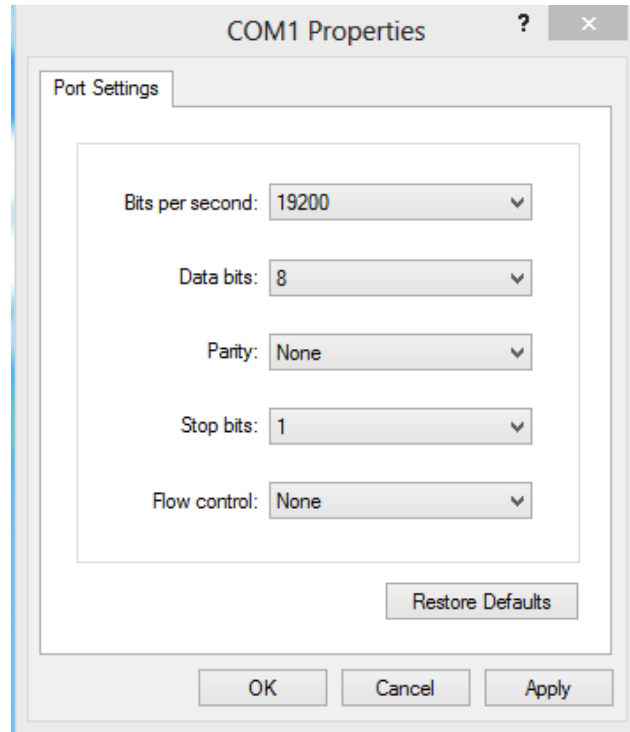 COM1 Properties ?
Port Settings
Bits per second: 19200
Data bits: 8
Parity: None
Stop bits: 1
Flow control: None
Restore Defaults
OK Cancel Apply